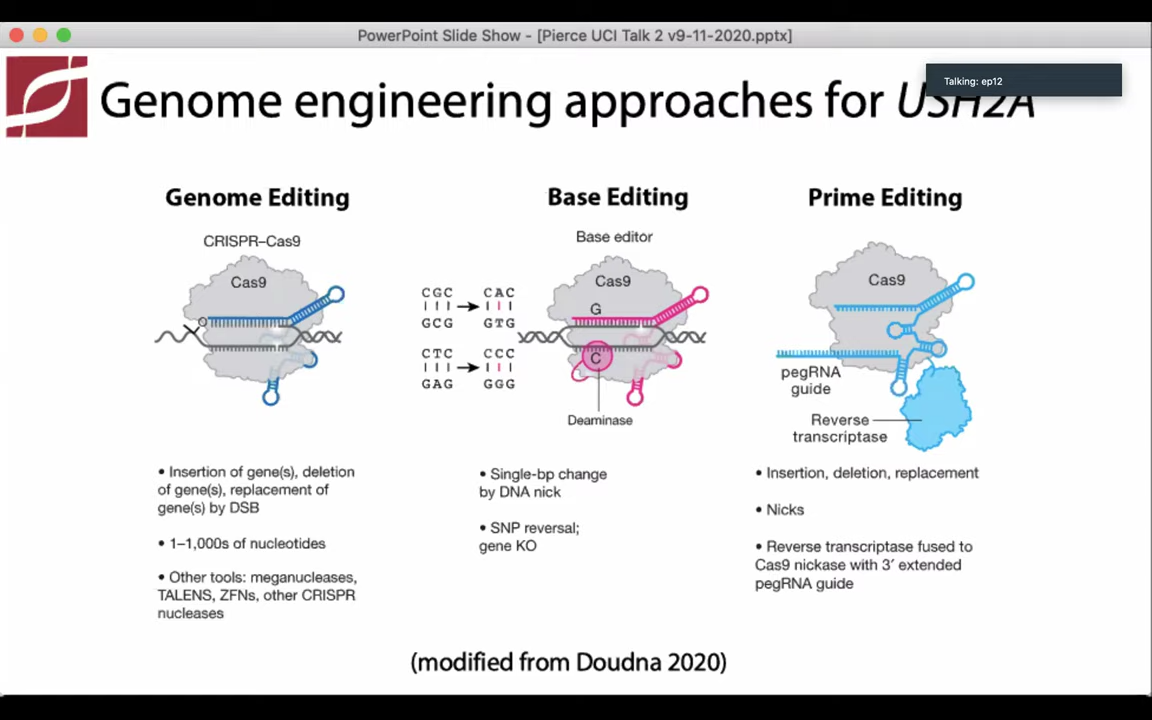 PowerPoint Slide Show - [Pierce UCI Talk 2 v9-11-2020.pptx]
Talking: ep12
Genome engineering approaches for USH2A
Genome Editing
CRISPR–Cas9
Cas9
• Insertion of gene(s), deletion
of gene(s), replacement of
gene(s) by DSB
• 1–1,000s of nucleotides
• Other tools: meganucleases,
TALENS, ZFNs, other CRISPR
nucleases
Base Editing
Base editor
CGC CAC
GCG GTG
CTC CCC
GAG GGG
Cas9
G
C
Deaminase
• Single-bp change
by DNA nick
• SNP reversal;
gene KO
Prime Editing
Cas9
pegRNA
guide
Reverse
transcriptase
• Insertion, deletion, replacement
• Nicks
• Reverse transcriptase fused to
Cas9 nickase with 3′ extended
pegRNA guide
(modified from Doudna 2020)